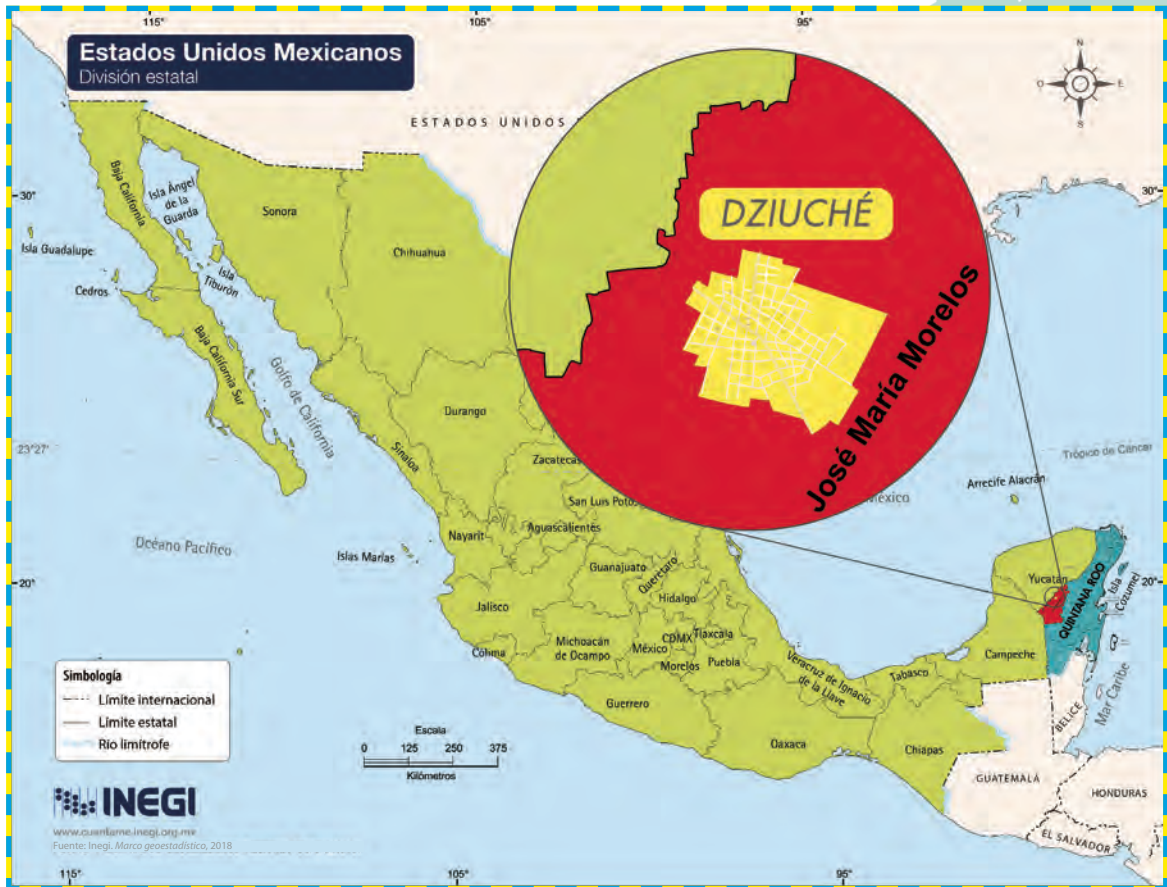 115°
105°
95°
Estados Unidos Mexicanos
División estatal
N
O
E
S
ESTADOS UNIDOS
30°
30°
Baja California
Isla Ángel
de la
Guarda
Sonora
Chihuahua
DZIUCHÉ
José María Morelos
Isla Guadalupe
Isla
Tiburón
Cedros
Baja California Sur
Golfo de California
Durango
Sinaloa
23°27'
Zacatecas
Trópico de Cáncer
Arrecife Alacrán
México
San Luis Poto
Aguascalientes
Nayarit
Océano Pacífico
Islas Marías
Guanajuato
Querétaro
Hidalgo
Yucatán
QUINTANA ROO
Isla
Cozumel
20°
20°
Jalisco
Colima
Michoacán
de Ocampo
México
CDMX
Tlaxcala
Morelos
Puebla
Veracruz de Ignacio
de la Llave
Tabasco
Campeche
Mar Caribe
BELICE
Guerrero
Oaxaca
Chiapas
GUATEMALA
HONDURAS
EL SALVADOR
Simbología
Límite internacional
Límite estatal
Río limítrofe
Escala
0 125 250 375
Kilómetros
INEGI
www.cuentame.inegi.org.mx
Fuente: Inegi. Marco geoestadístico, 2018
115°
105°
95°